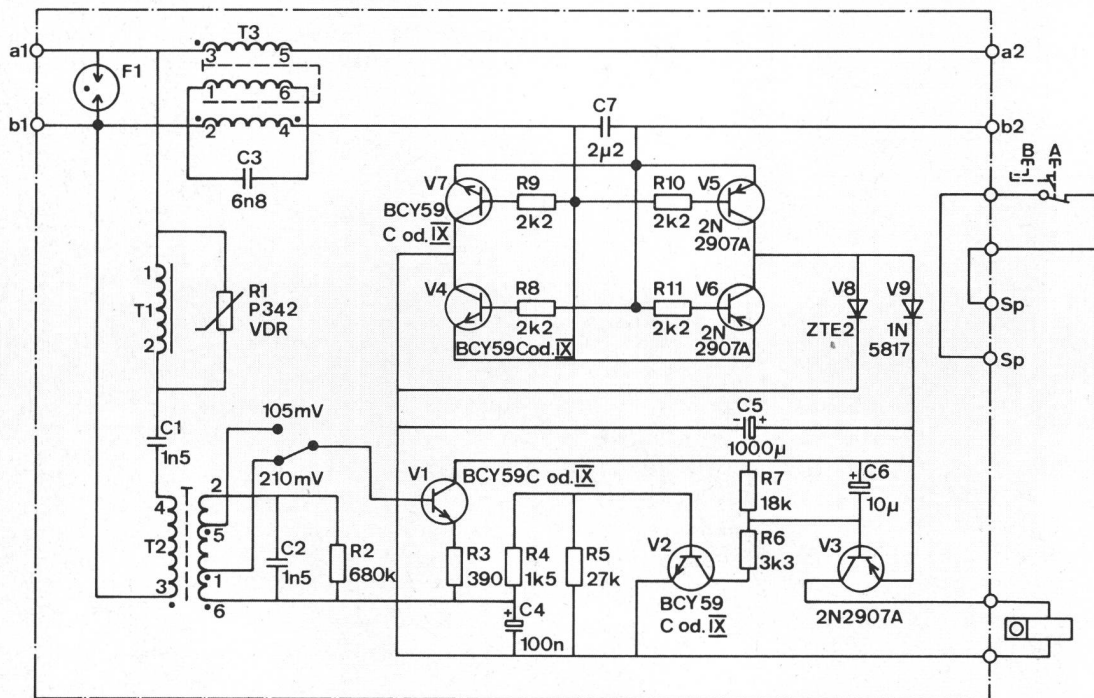 T3
a1
3
5
a2
F1
1
6
b1
2
4
C7
2µ2
b2
C3
6n8
B
A
V7
R9
R10
V5
BCY59
C od. IX
2k2
2k2
2N
2907A
1
T1
2
R1
P342
VDR
V4
R8
R11
V6
V8
V9
2k2
2k2
ZTE2
1N
5817
Sp
BCY59C od. IX
2N
2907A
Sp
C1
1n5
105mV
210mV
- C5 +
1000µ
V1
BCY59C od. IX
R7
18k
+
C6
10µ
4
2
T2
5
1
3
6
C2
1n5
R2
680k
R3
390
R4
1k5
R5
27k
V2
R6
3k3
V3
+ C4
100n
BCY59
C od. IX
2N2907A